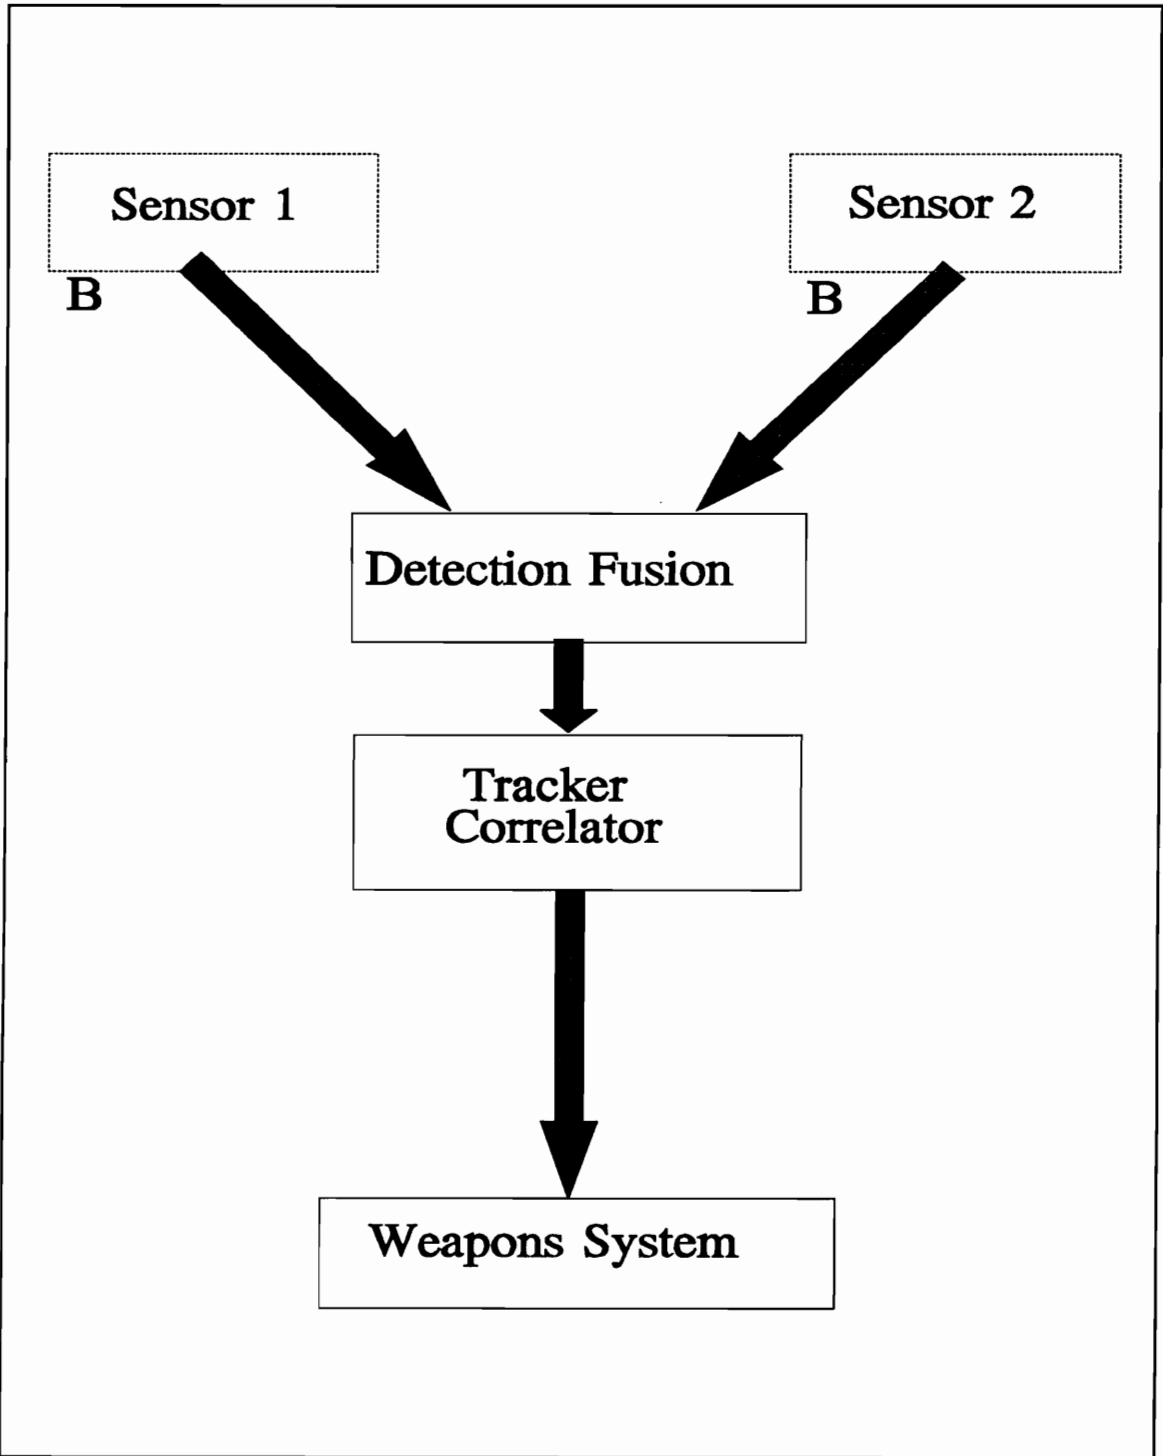 Sensor 1
Sensor 2
B
B
Detection Fusion
Tracker
Correlator
Weapons System